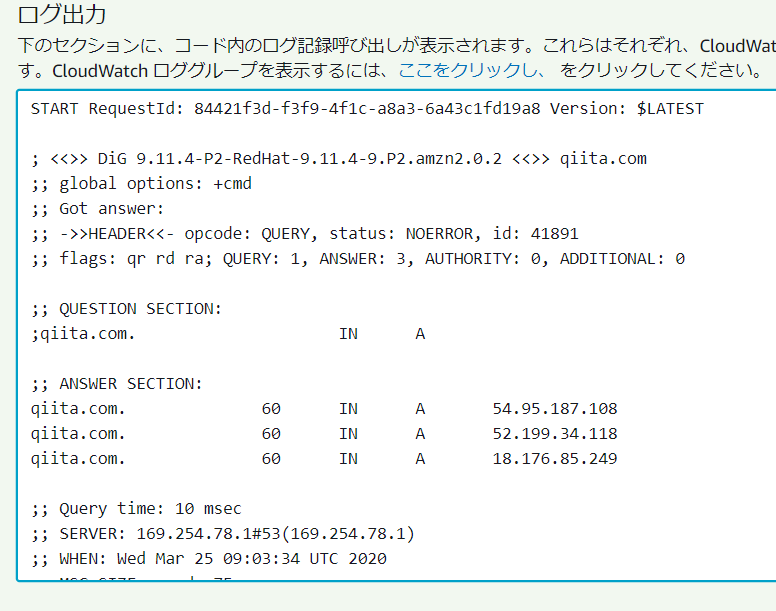 ログ出力
下のセクションに、コード内のログ記録呼び出しが表示されます。これらはそれぞれ、CloudWat
す。CloudWatch ロググループを表示するには、ここをクリックし、 をクリックしてください。
START RequestId: 84421f3d-f3f9-4f1c-a8a3-6a43c1fd19a8 Version: $LATEST
; <<>> DiG 9.11.4-P2-RedHat-9.11.4-9.P2.amzn2.0.2 <<>> qiita.com
;; global options: +cmd
;; Got answer:
;; ->>HEADER<<- opcode: QUERY, status: NOERROR, id: 41891
;; flags: qr rd ra; QUERY: 1, ANSWER: 3, AUTHORITY: 0, ADDITIONAL: 0
;; QUESTION SECTION:
;qiita.com. IN A
;; ANSWER SECTION:
qiita.com. 60 IN A 54.95.187.108
qiita.com. 60 IN A 52.199.34.118
qiita.com. 60 IN A 18.176.85.249
;; Query time: 10 msec
;; SERVER: 169.254.78.1#53(169.254.78.1)
;; WHEN: Wed Mar 25 09:03:34 UTC 2020